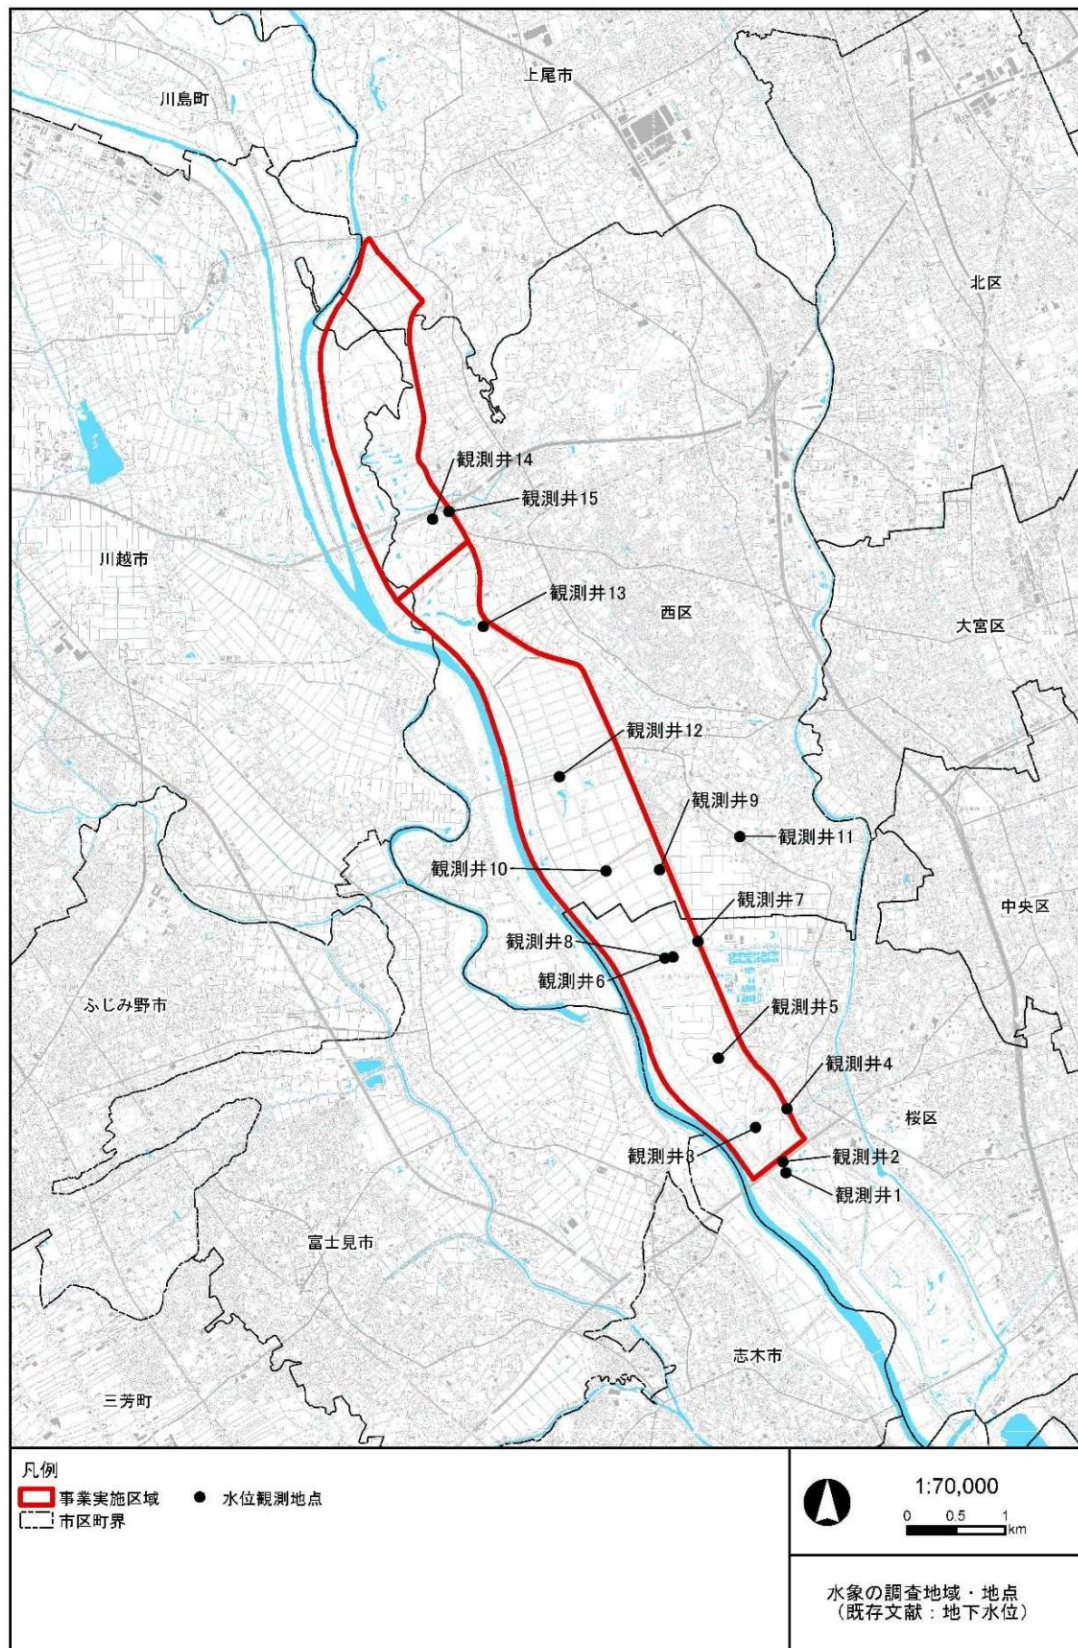 上尾市
川島町
北区
観測井14
観測井15
川越市
観測井13
西区
大宮区
観測井12
観測井9
観測井11
観測井10
中央区
観測井7
観測井8
観測井6
ふじみ野市
観測井5
観測井4
桜区
観測井3
観測井2
観測井1
富士見市
志木市
三芳町
凡例
事業実施区域
水位観測地点
市区町界
1:70,000
0 0.5 1
km
水象の調査地域・地点
(既存文献:地下水位)